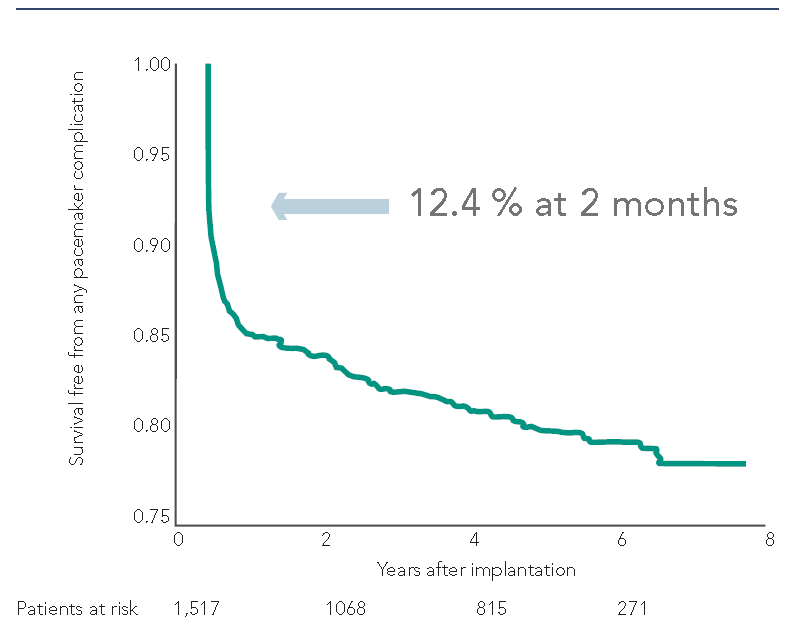 Survival free from any pacemaker complication
1.00
0.95
0.90
0.85
0.80
0.75
12.4 % at 2 months
0 2 4 6 8
Years after implantation
Patients at risk 1,517 1068 815 271